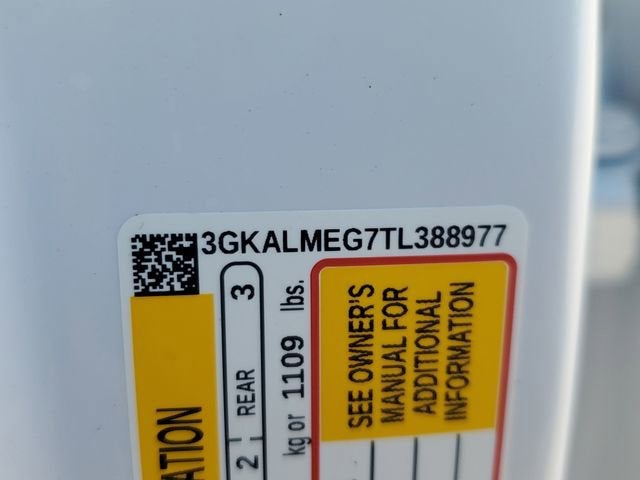 3GKALMEG7TL388977
ATION
2 REAR 3
kg or 1109 lbs.
SEE OWNER'S
MANUAL FOR
ADDITIONAL
INFORMATION